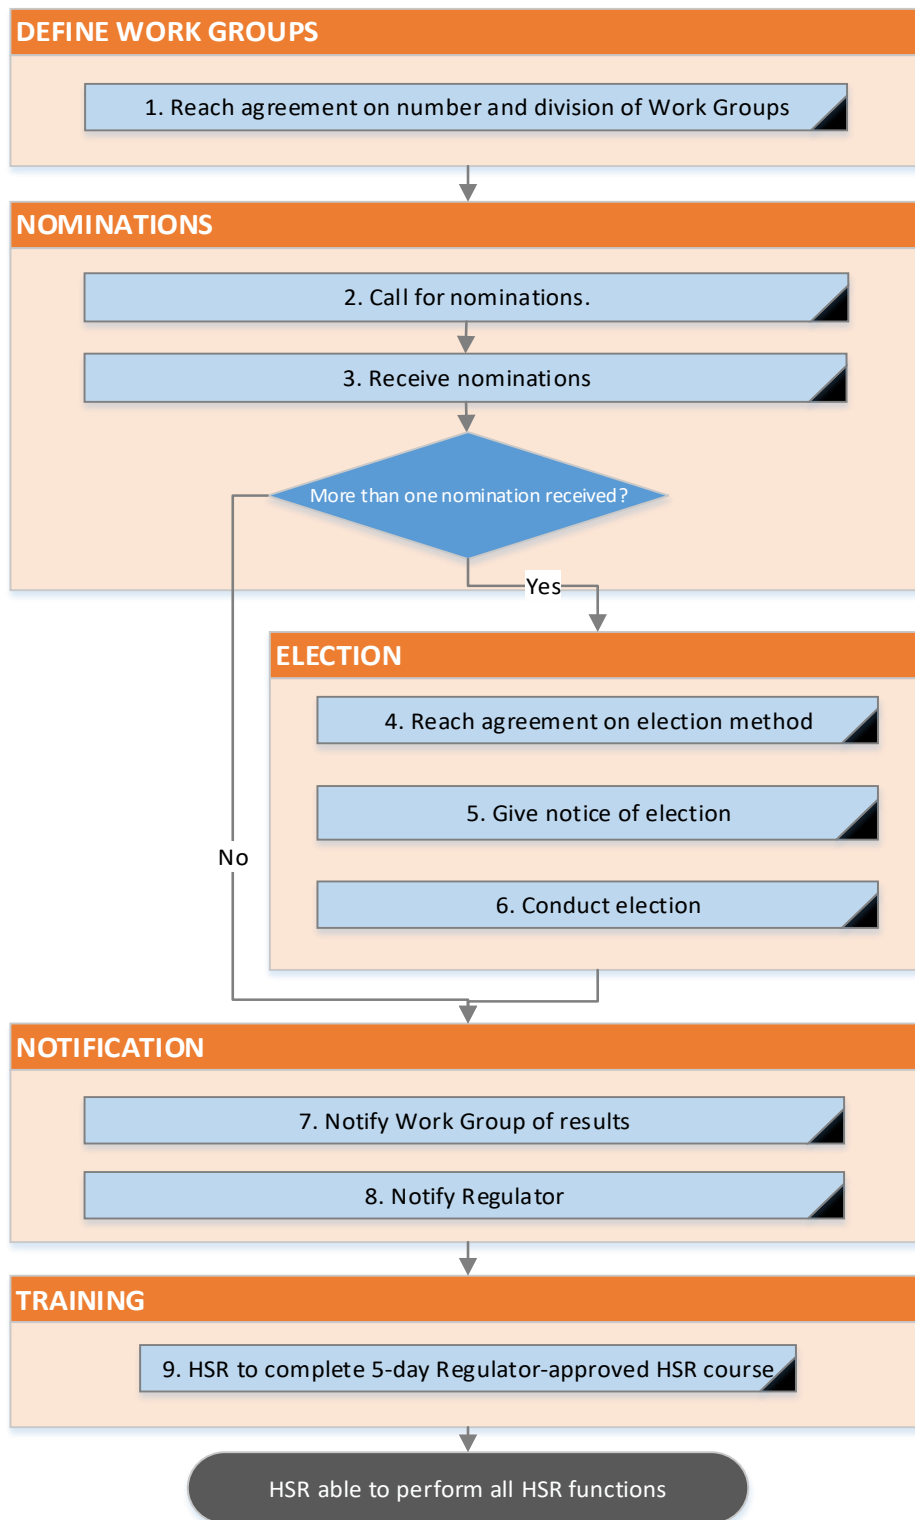 DEFINE WORK GROUPS
1. Reach agreement on number and division of Work Groups
NOMINATIONS
2. Call for nominations.
3. Receive nominations
More than one nomination received?
Yes
ELECTION
4. Reach agreement on election method
5. Give notice of election
No
6. Conduct election
NOTIFICATION
7. Notify Work Group of results
8. Notify Regulator
TRAINING
9. HSR to complete 5-day Regulator-approved HSR course
HSR able to perform all HSR functions